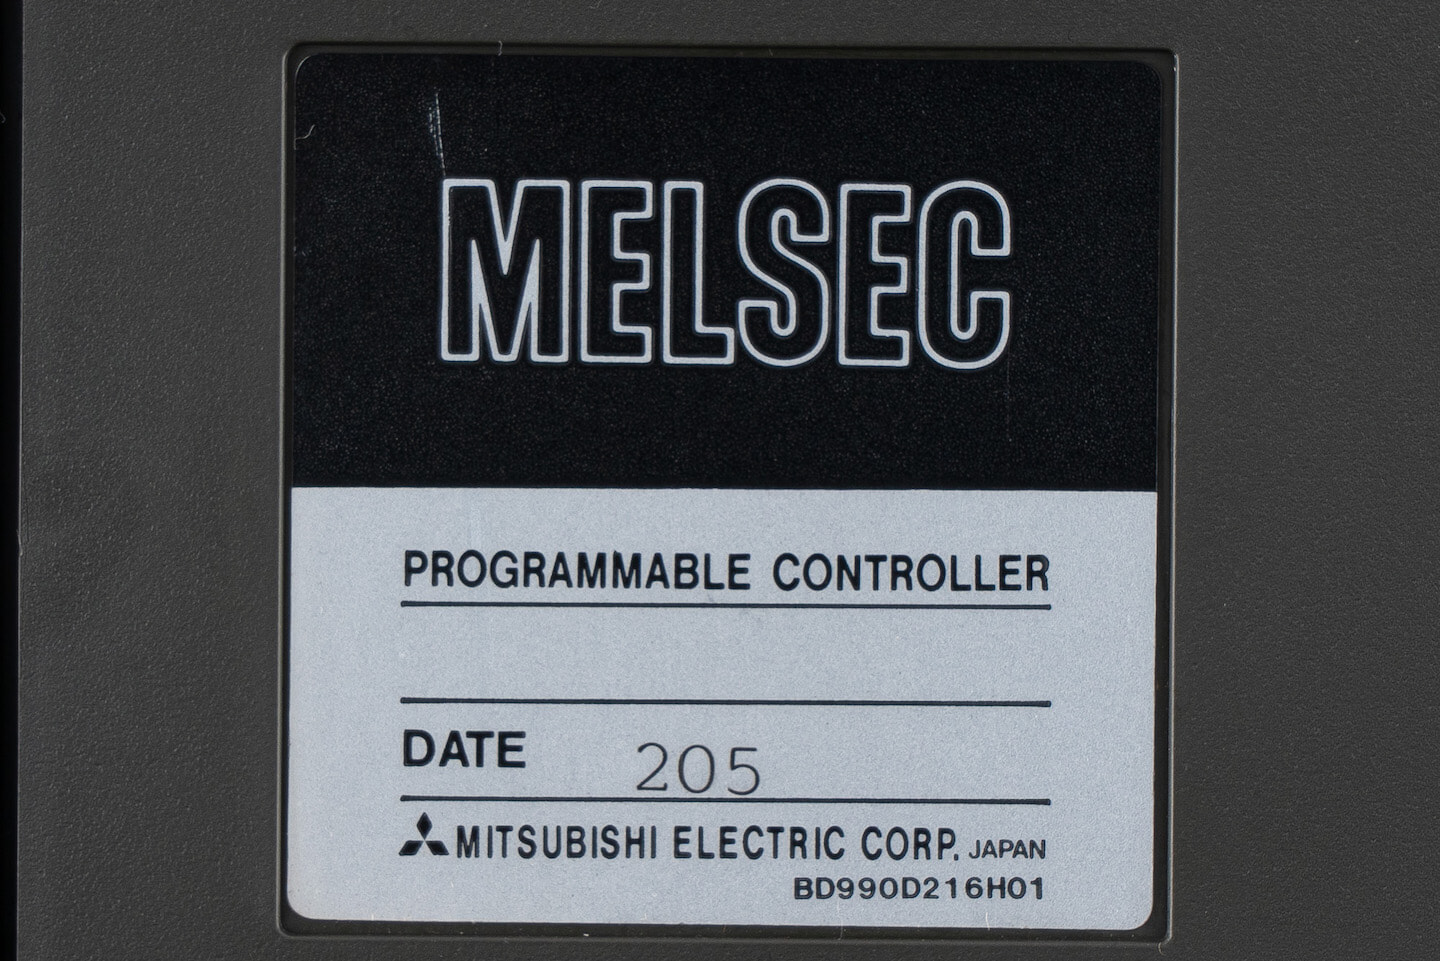 MELSEC
PROGRAMMABLE CONTROLLER
DATE 205
MITSUBISHI ELECTRIC CORP. JAPAN
BD990D216H01